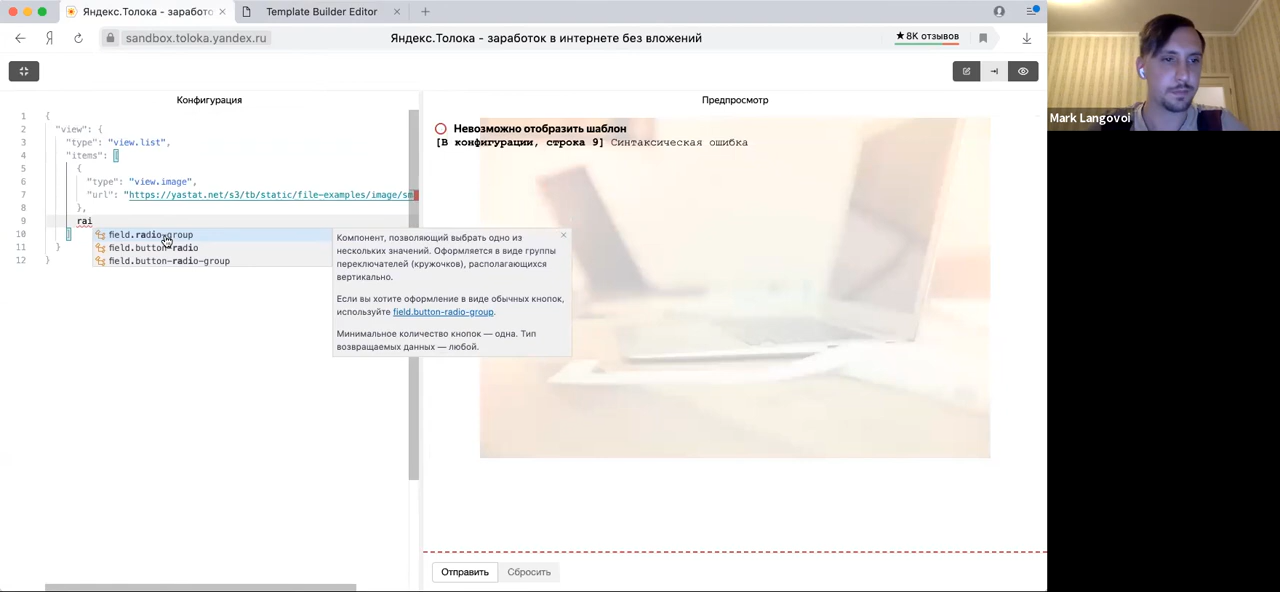 Яндекс.Толока - заработо
Template Builder Editor
sandbox.toloka.yandex.ru
Яндекс.Толока - заработок в интернете без вложений
★8K отзывов
Конфигурация
Предпросмотр
1 {
2 "view": {
3 "type": "view.list",
4 "items": [
5 {
6 "type": "view.image",
7 "url": "https://yastat.net/s3/tb/static/file-examples/image/sm
8 },
9 rai
10 ]
11 }
12 }
field.radio-group
field.button-radio
field.button-radio-group
Компонент, позволяющий выбрать одно из
нескольких значений. Оформляется в виде группы
переключателей (кружочков), располагающихся
вертикально.
Если вы хотите оформление в виде обычных кнопок,
используйте field.button-radio-group.
Минимальное количество кнопок — одна. Тип
возвращаемых данных — любой.
Невозможно отобразить шаблон
[В конфигурации, строка 9] Синтаксическая ошибка
Отправить
Сбросить
Mark Langovoi